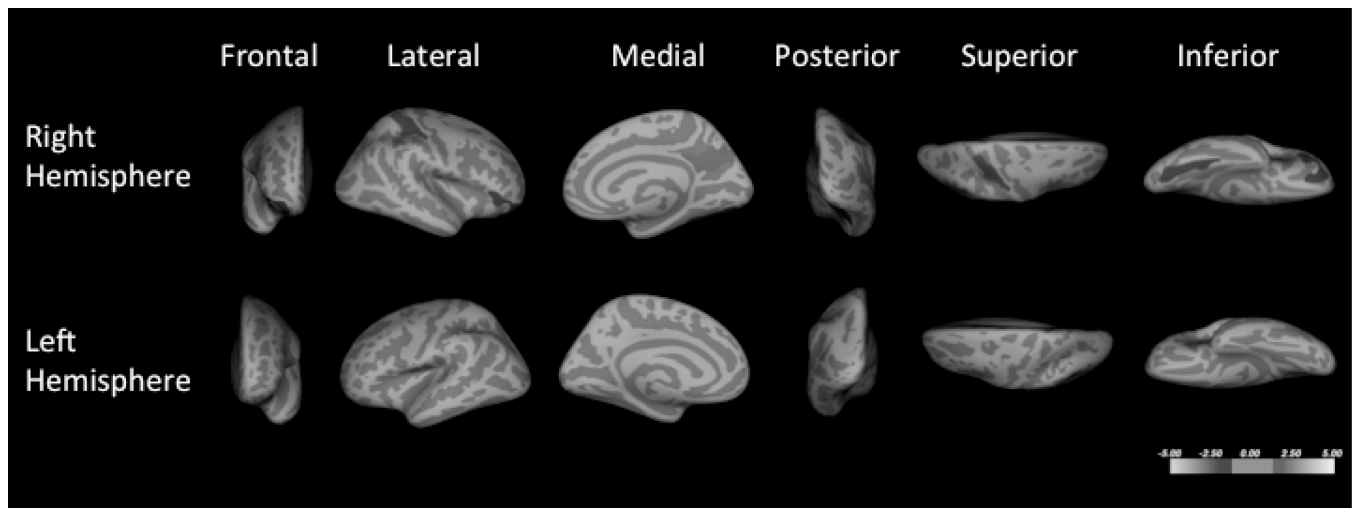 Frontal Lateral Medial Posterior Superior Inferior
Right
Hemisphere
Left
Hemisphere
-5.00 -2.50 0.00 2.50 5.00